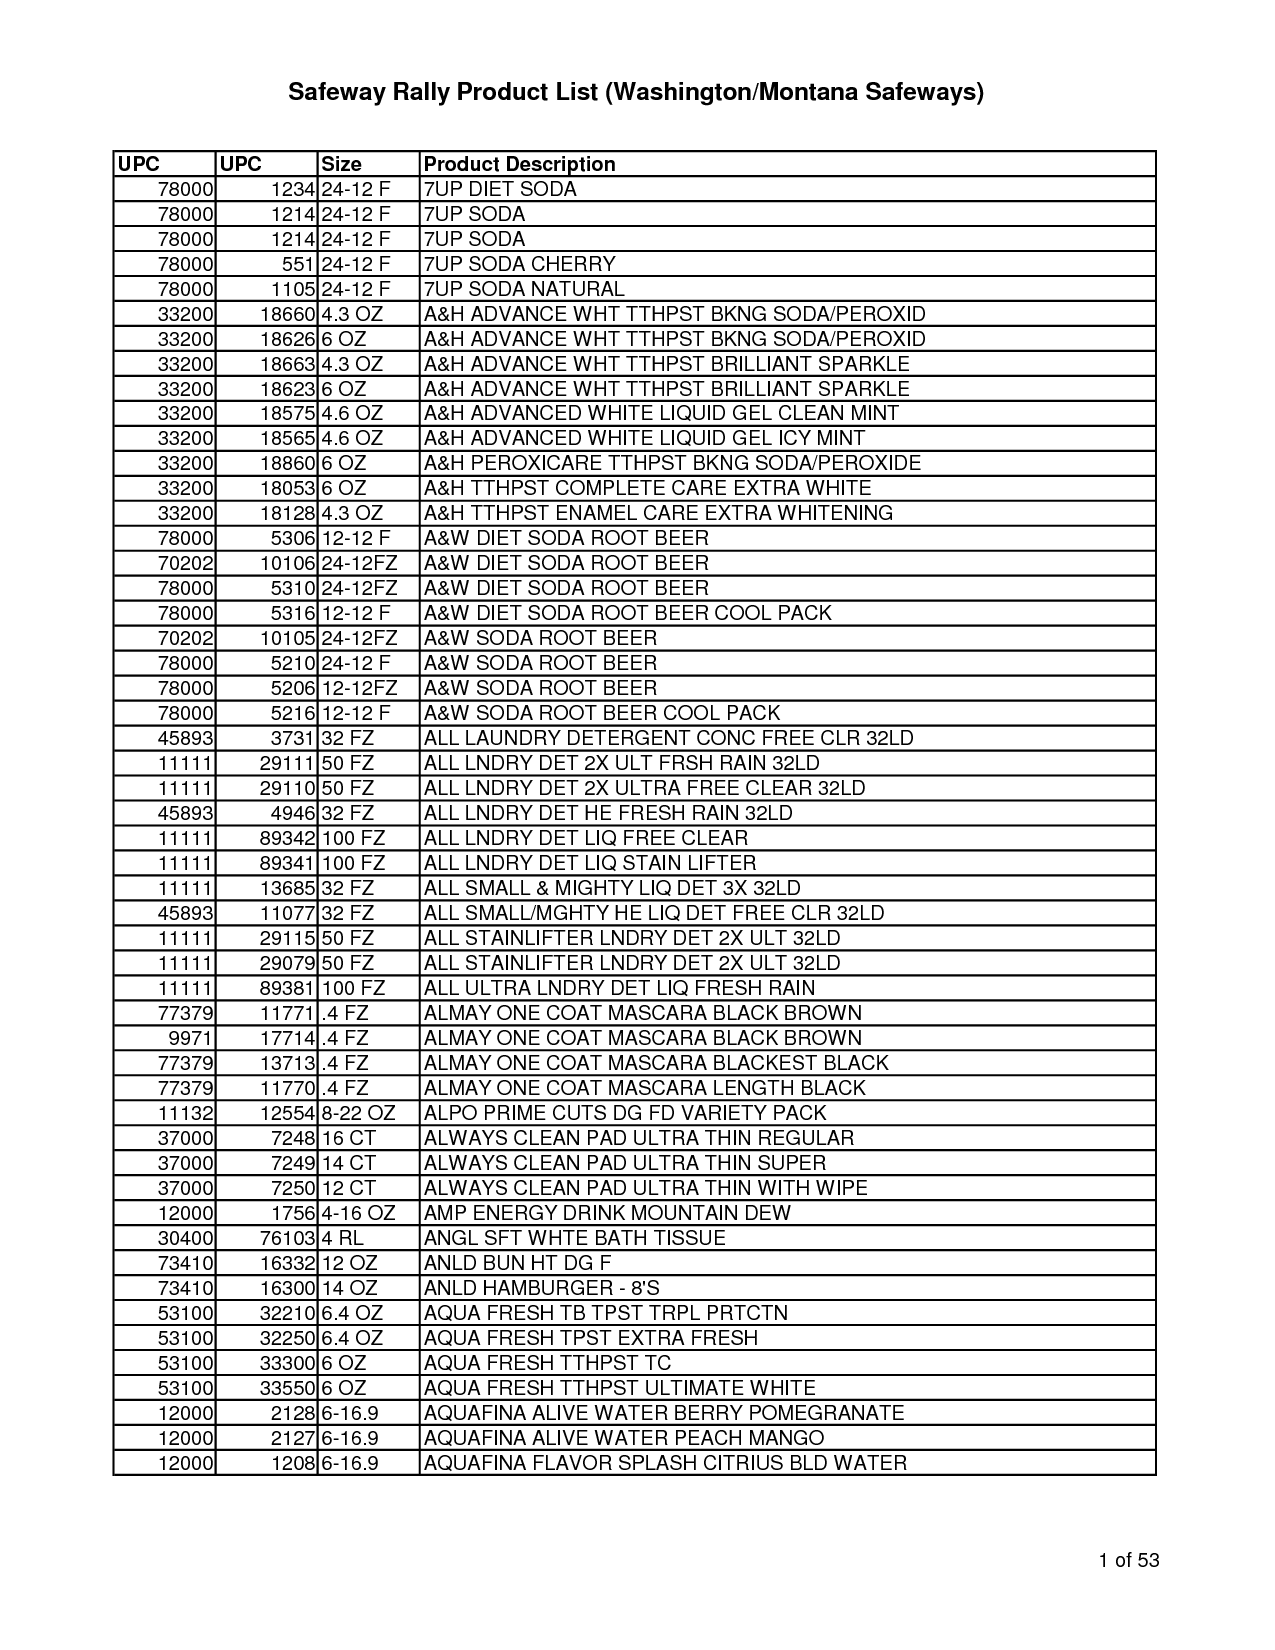 Safeway Rally Product List (Washington/Montana Safeways)
UPC UPC Size Product Description
78000 1234 24-12 F 7UP DIET SODA
78000 1214 24-12 F 7UP SODA
78000 1214 24-12 F 7UP SODA
78000 551 24-12 F 7UP SODA CHERRY
78000 1105 24-12 F 7UP SODA NATURAL
33200 18660 4.3 OZ A&H ADVANCE WHT TTHPST BKNG SODA/PEROXID
33200 18626 6 OZ A&H ADVANCE WHT TTHPST BKNG SODA/PEROXID
33200 18663 4.3 OZ A&H ADVANCE WHT TTHPST BRILLIANT SPARKLE
33200 18623 6 OZ A&H ADVANCE WHT TTHPST BRILLIANT SPARKLE
33200 18575 4.6 OZ A&H ADVANCED WHITE LIQUID GEL CLEAN MINT
33200 18565 4.6 OZ A&H ADVANCED WHITE LIQUID GEL ICY MINT
33200 18860 6 OZ A&H PEROXICARE TTHPST BKNG SODA/PEROXIDE
33200 18053 6 OZ A&H TTHPST COMPLETE CARE EXTRA WHITE
33200 18128 4.3 OZ A&H TTHPST ENAMEL CARE EXTRA WHITENING
78000 5306 12-12 F A&W DIET SODA ROOT BEER
70202 10106 24-12FZ A&W DIET SODA ROOT BEER
78000 5310 24-12FZ A&W DIET SODA ROOT BEER
78000 5316 12-12 F A&W DIET SODA ROOT BEER COOL PACK
70202 10105 24-12FZ A&W SODA ROOT BEER
78000 5210 24-12 F A&W SODA ROOT BEER
78000 5206 12-12FZ A&W SODA ROOT BEER
78000 5216 12-12 F A&W SODA ROOT BEER COOL PACK
45893 3731 32 FZ ALL LAUNDRY DETERGENT CONC FREE CLR 32LD
11111 29111 50 FZ ALL LNDRY DET 2X ULT FRSH RAIN 32LD
11111 29110 50 FZ ALL LNDRY DET 2X ULTRA FREE CLEAR 32LD
45893 4946 32 FZ ALL LNDRY DET HE FRESH RAIN 32LD
11111 89342 100 FZ ALL LNDRY DET LIQ FREE CLEAR
11111 89341 100 FZ ALL LNDRY DET LIQ STAIN LIFTER
11111 13685 32 FZ ALL SMALL & MIGHTY LIQ DET 3X 32LD
45893 11077 32 FZ ALL SMALL/MGHTY HE LIQ DET FREE CLR 32LD
11111 29115 50 FZ ALL STAINLIFTER LNDRY DET 2X ULT 32LD
11111 29079 50 FZ ALL STAINLIFTER LNDRY DET 2X ULT 32LD
11111 89381 100 FZ ALL ULTRA LNDRY DET LIQ FRESH RAIN
77379 11771 .4 FZ ALMAY ONE COAT MASCARA BLACK BROWN
9971 17714 .4 FZ ALMAY ONE COAT MASCARA BLACK BROWN
77379 13713 .4 FZ ALMAY ONE COAT MASCARA BLACKEST BLACK
77379 11770 .4 FZ ALMAY ONE COAT MASCARA LENGTH BLACK
11132 12554 8-22 OZ ALPO PRIME CUTS DG FD VARIETY PACK
37000 7248 16 CT ALWAYS CLEAN PAD ULTRA THIN REGULAR
37000 7249 14 CT ALWAYS CLEAN PAD ULTRA THIN SUPER
37000 7250 12 CT ALWAYS CLEAN PAD ULTRA THIN WITH WIPE
12000 1756 4-16 OZ AMP ENERGY DRINK MOUNTAIN DEW
30400 76103 4 RL ANGL SFT WHTE BATH TISSUE
73410 16332 12 OZ ANLD BUN HT DG F
73410 16300 14 OZ ANLD HAMBURGER - 8'S
53100 32210 6.4 OZ AQUA FRESH TB TPST TRPL PRTCTN
53100 32250 6.4 OZ AQUA FRESH TPST EXTRA FRESH
53100 33300 6 OZ AQUA FRESH TTHPST TC
53100 33550 6 OZ AQUA FRESH TTHPST ULTIMATE WHITE
12000 2128 6-16.9 AQUAFINA ALIVE WATER BERRY POMEGRANATE
12000 2127 6-16.9 AQUAFINA ALIVE WATER PEACH MANGO
12000 1208 6-16.9 AQUAFINA FLAVOR SPLASH CITRIUS BLD WATER
1 of 53